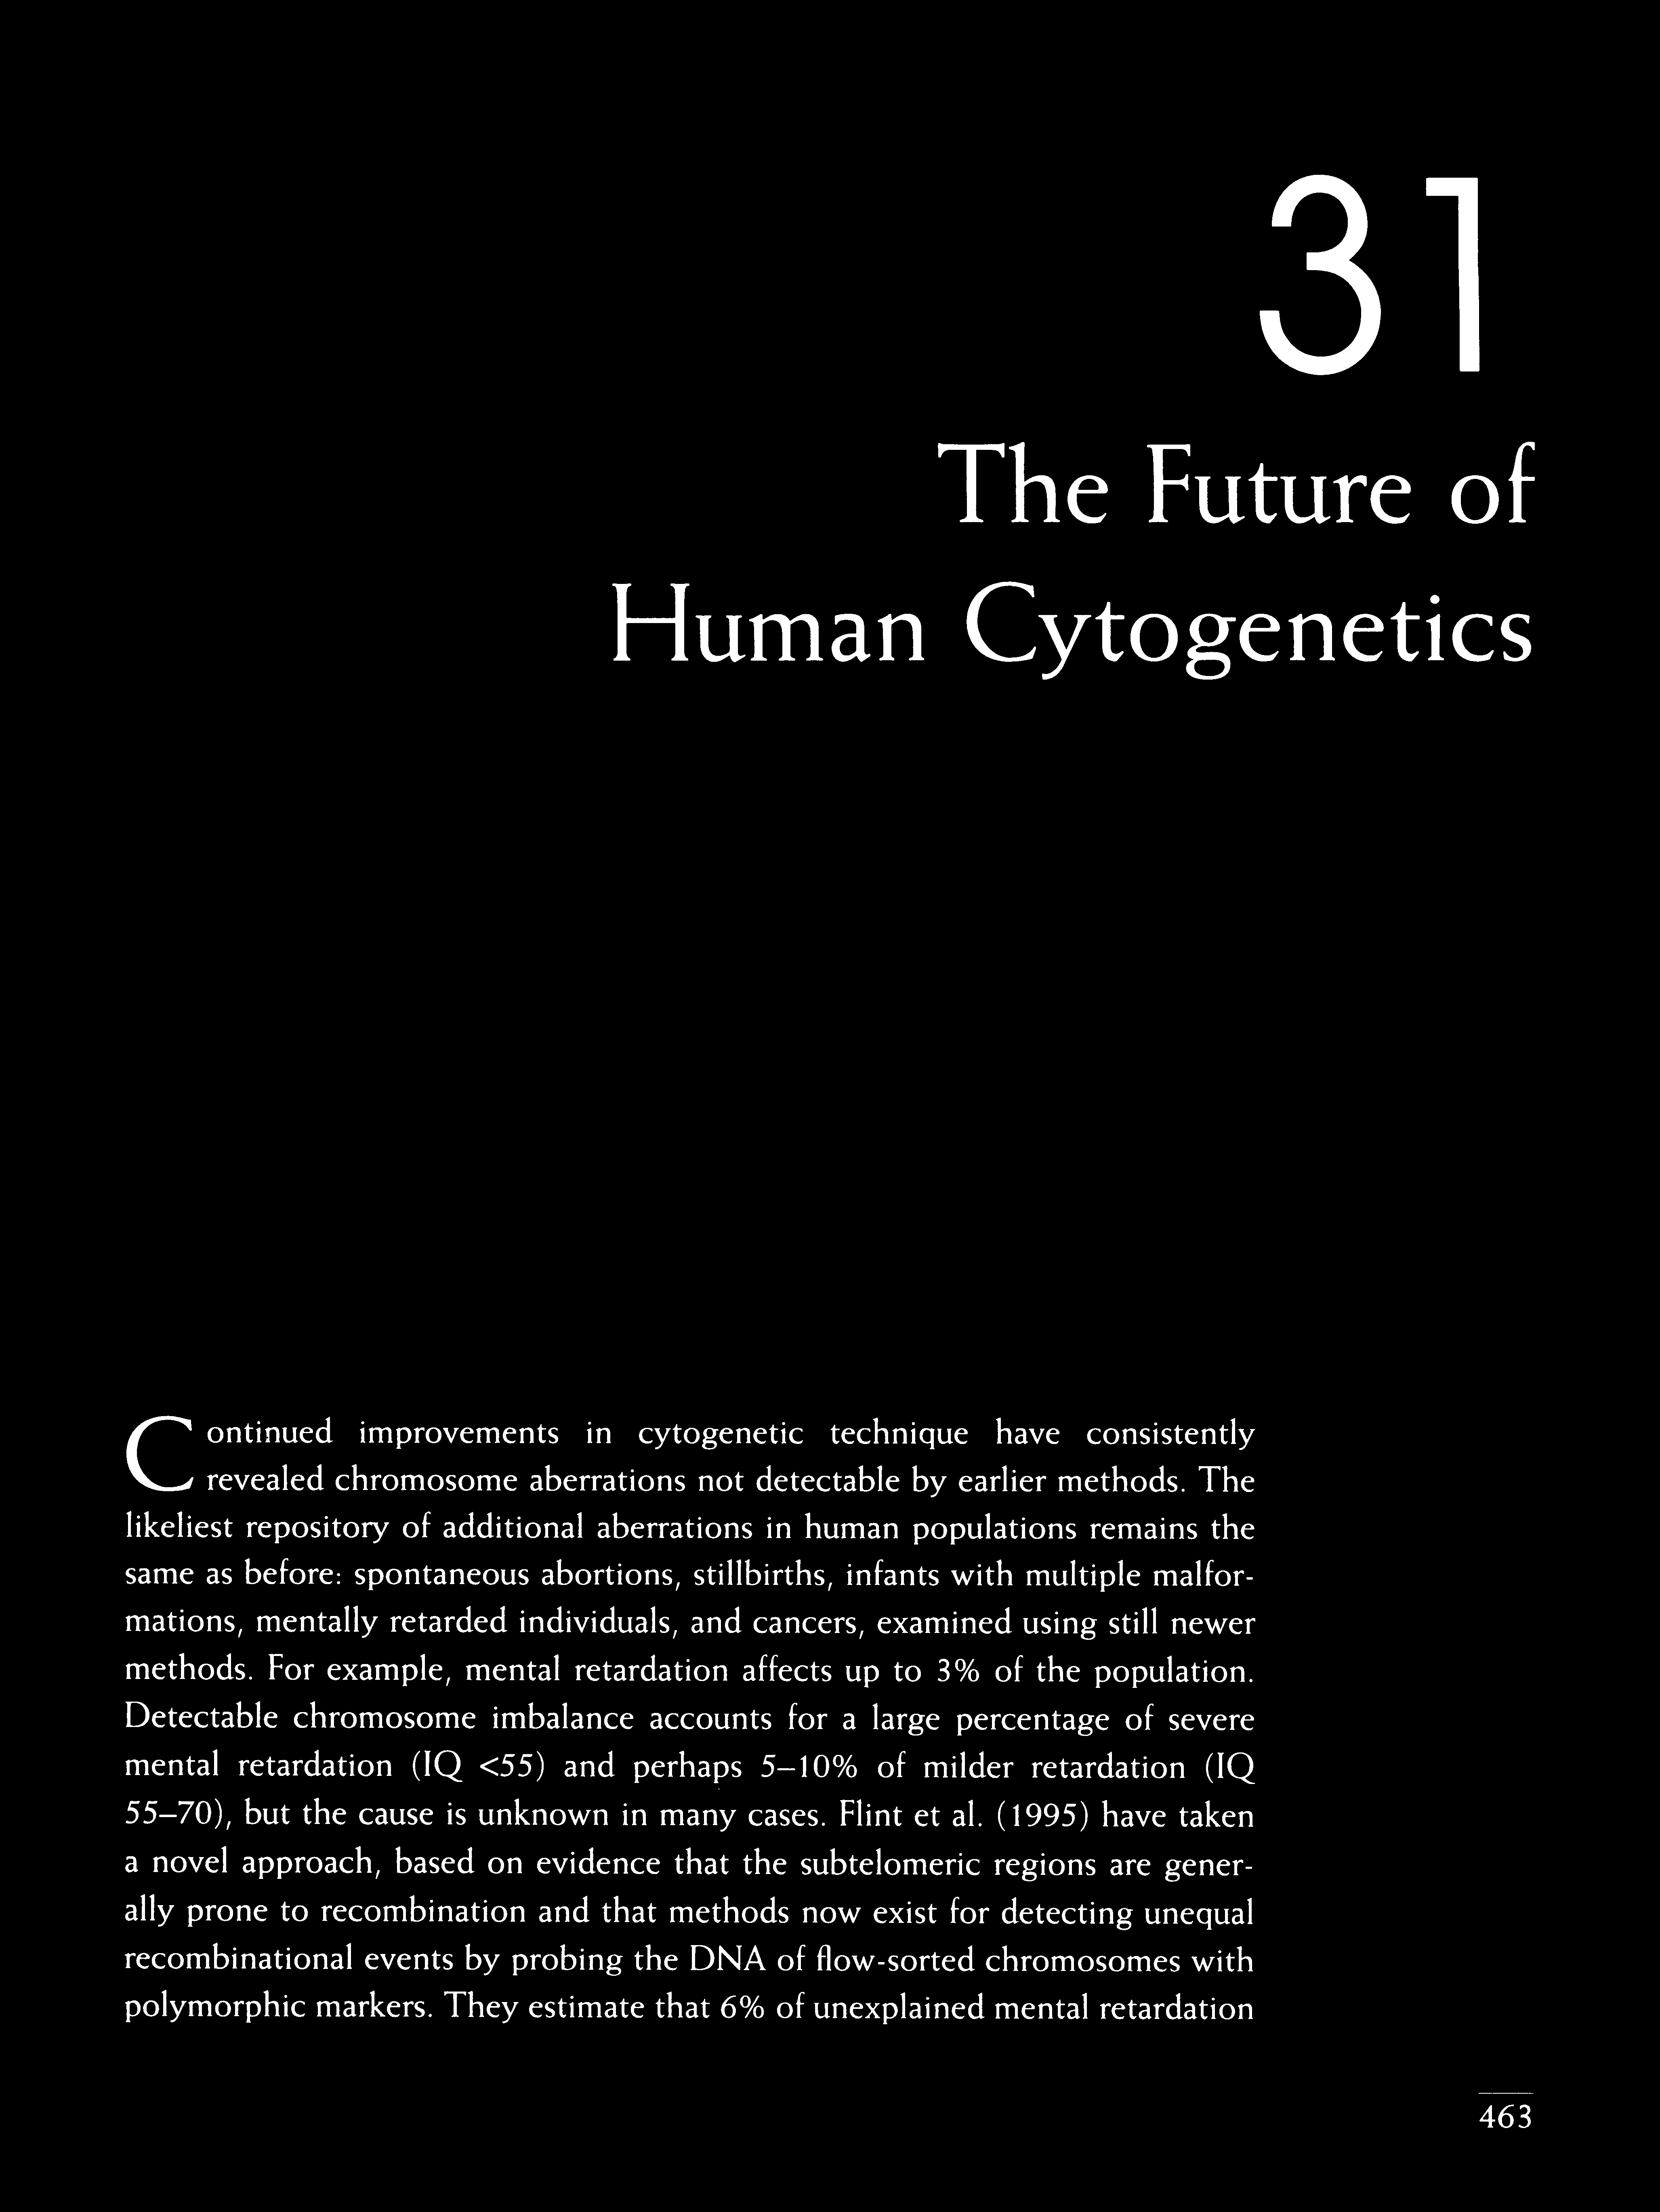 31
The Future of
Human Cytogenetics
Continued improvements in cytogenetic technique have consistently
revealed chromosome aberrations not detectable by earlier methods. The
likeliest repository of additional aberrations in human populations remains the
same as before: spontaneous abortions, stillbirths, infants with multiple malfor-
mations, mentally retarded individuals, and cancers, examined using still newer
methods. For example, mental retardation affects up to 3% of the population.
Detectable chromosome imbalance accounts for a large percentage of severe
mental retardation (IQ <55) and perhaps 5–10% of milder retardation (IQ
55–70), but the cause is unknown in many cases. Flint et al. (1995) have taken
a novel approach, based on evidence that the subtelomeric regions are gener-
ally prone to recombination and that methods now exist for detecting unequal
recombinational events by probing the DNA of flow-sorted chromosomes with
polymorphic markers. They estimate that 6% of unexplained mental retardation
463